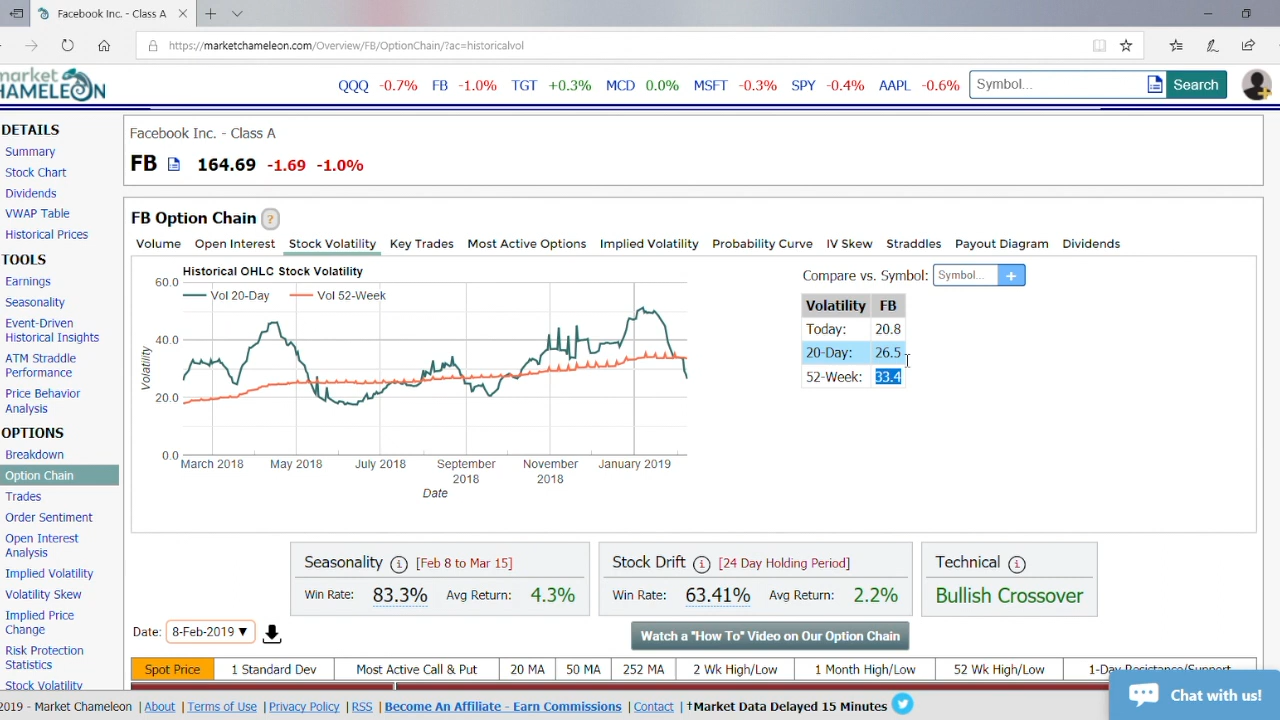 Facebook Inc. - Class A
https://marketchameleon.com/Overview/FB/OptionChain/?ac=historicalvol
market
HAMELEON
QQQ -0.7% FB -1.0% TGT +0.3% MCD 0.0% MSFT -0.3% SPY -0.4% AAPL -0.6%
Symbol...
Search
DETAILS
Summary
Stock Chart
Dividends
VWAP Table
Historical Prices
TOOLS
Earnings
Seasonality
Event-Driven
Historical Insights
ATM Straddle
Performance
Price Behavior
Analysis
OPTIONS
Breakdown
Option Chain
Trades
Order Sentiment
Open Interest
Analysis
Implied Volatility
Volatility Skew
Implied Price
Change
Risk Protection
Statistics
Stock Volatility
Facebook Inc. - Class A
FB 164.69 -1.69 -1.0%
FB Option Chain ?
Volume Open Interest Stock Volatility Key Trades Most Active Options Implied Volatility Probability Curve IV Skew Straddles Payout Diagram Dividends
Historical OHLC Stock Volatility
Vol 20-Day Vol 52-Week
60.0
40.0
20.0
0.0
Volatility
March 2018 May 2018 July 2018 September 2018 November 2018 January 2019
Date
Compare vs. Symbol: Symbol... +
Volatility FB
Today: 20.8
20-Day: 26.5
52-Week: 33.4
Seasonality i [Feb 8 to Mar 15]
Win Rate: 83.3% Avg Return: 4.3%
Stock Drift i [24 Day Holding Period]
Win Rate: 63.41% Avg Return: 2.2%
Technical i
Bullish Crossover
Date: 8-Feb-2019 ▼
Watch a "How To" Video on Our Option Chain
Spot Price 1 Standard Dev Most Active Call & Put 20 MA 50 MA 252 MA 2 Wk High/Low 1 Month High/Low 52 Wk High/Low 1-Day Resistance/Support
2019 - Market Chameleon | About | Terms of Use | Privacy Policy | RSS | Become An Affiliate - Earn Commissions | Contact | †Market Data Delayed 15 Minutes
Chat with us!